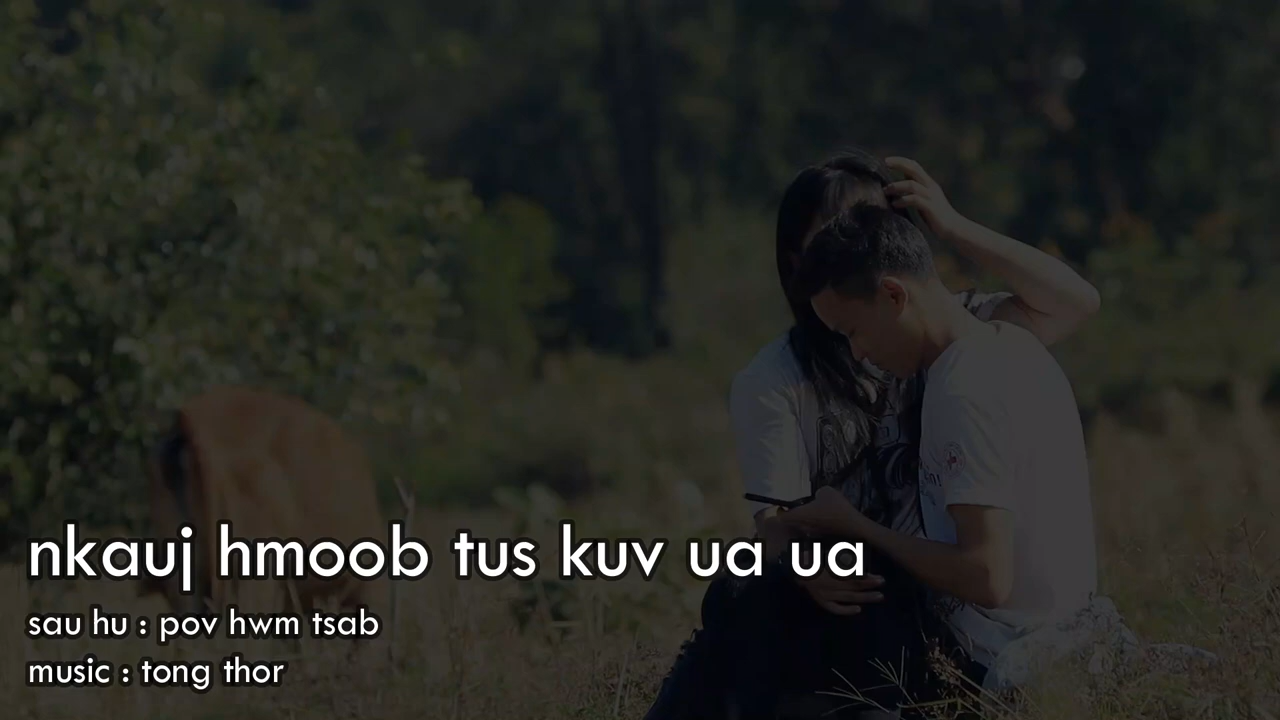 nkauj hmoob tus kuv ua ua
sau hu : pov hwm tsab
music : tong thor